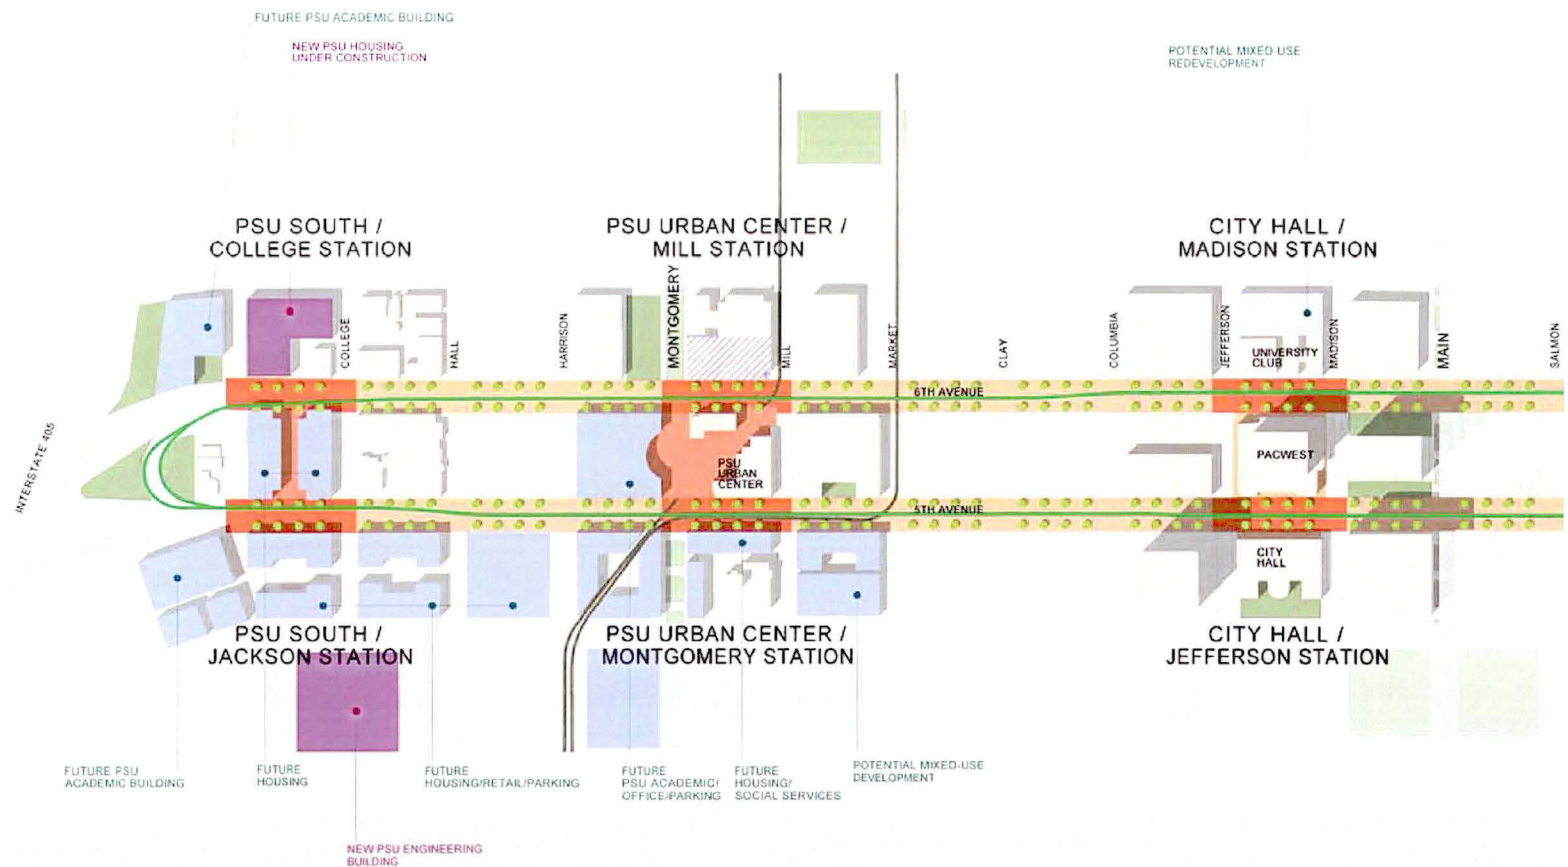 FUTURE PSU ACADEMIC BUILDING
NEW PSU HOUSING
UNDER CONSTRUCTION
POTENTIAL MIXED-USE
REDEVELOPMENT
PSU SOUTH /
COLLEGE STATION
PSU URBAN CENTER /
MILL STATION
CITY HALL /
MADISON STATION
COLLEGE
HALL
HARRISON
MONTGOMERY
MILL
MARKET
CLAY
COLUMBIA
JEFFERSON
UNIVERSITY
CLUB
MADISON
MAIN
SALMON
6TH AVENUE
INTERSTATE 405
PSU
URBAN
CENTER
PACWEST
5TH AVENUE
CITY
HALL
PSU SOUTH /
JACKSON STATION
PSU URBAN CENTER /
MONTGOMERY STATION
CITY HALL /
JEFFERSON STATION
FUTURE PSU
ACADEMIC BUILDING
FUTURE
HOUSING
FUTURE
HOUSING/RETAIL/PARKING
FUTURE
PSU ACADEMIC/
OFFICE/PARKING
FUTURE
HOUSING/
SOCIAL SERVICES
POTENTIAL MIXED-USE
DEVELOPMENT
NEW PSU ENGINEERING
BUILDING